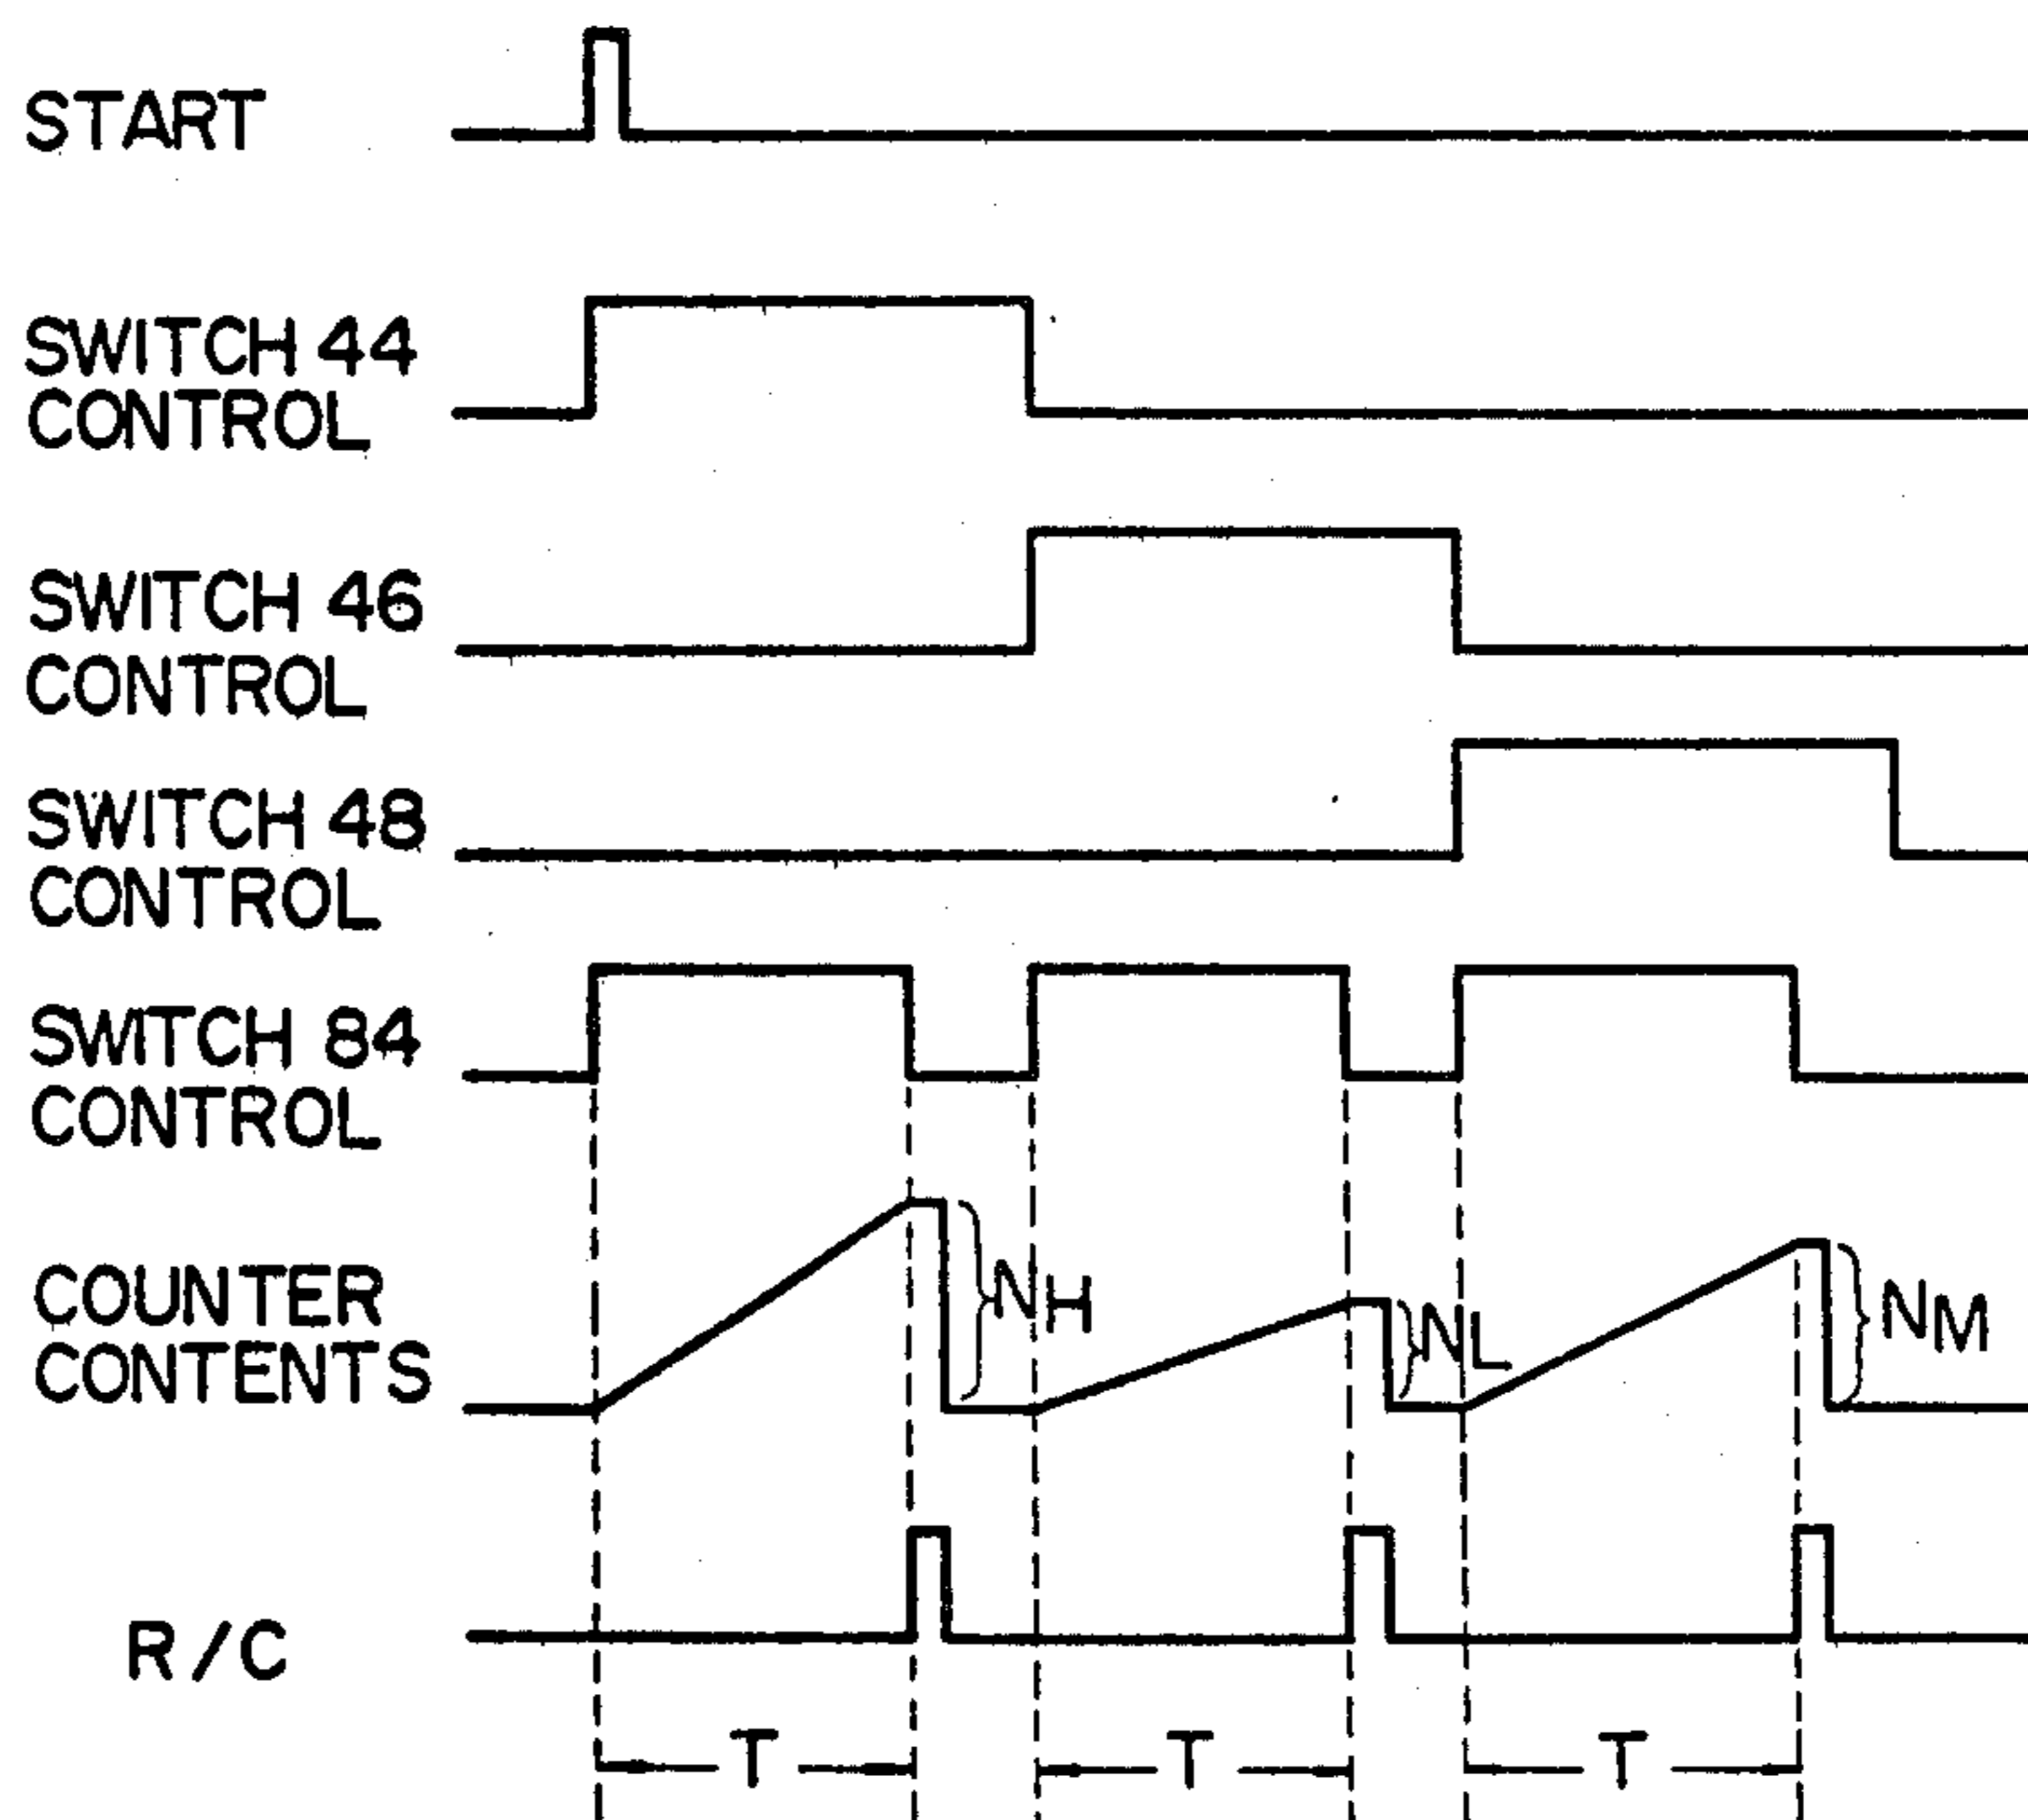 START
SWITCH 44
CONTROL
SWITCH 46
CONTROL
SWITCH 48
CONTROL
SWITCH 84
CONTROL
COUNTER
CONTENTS
NH
NL
NM
R/C
T T T